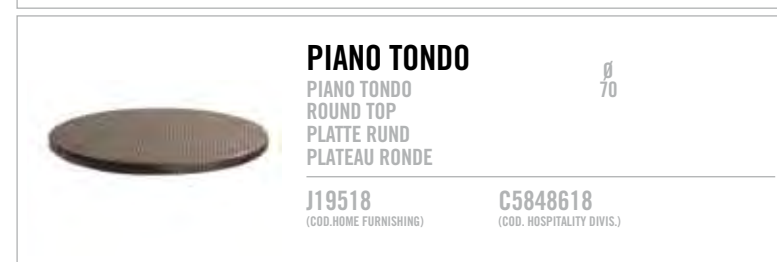 PIANO TONDO
Ø
70
PIANO TONDO
ROUND TOP
PLATTE RUND
PLATEAU RONDE
J19518
(COD.HOME FURNISHING)
C5848618
(COD. HOSPITALITY DIVIS.)